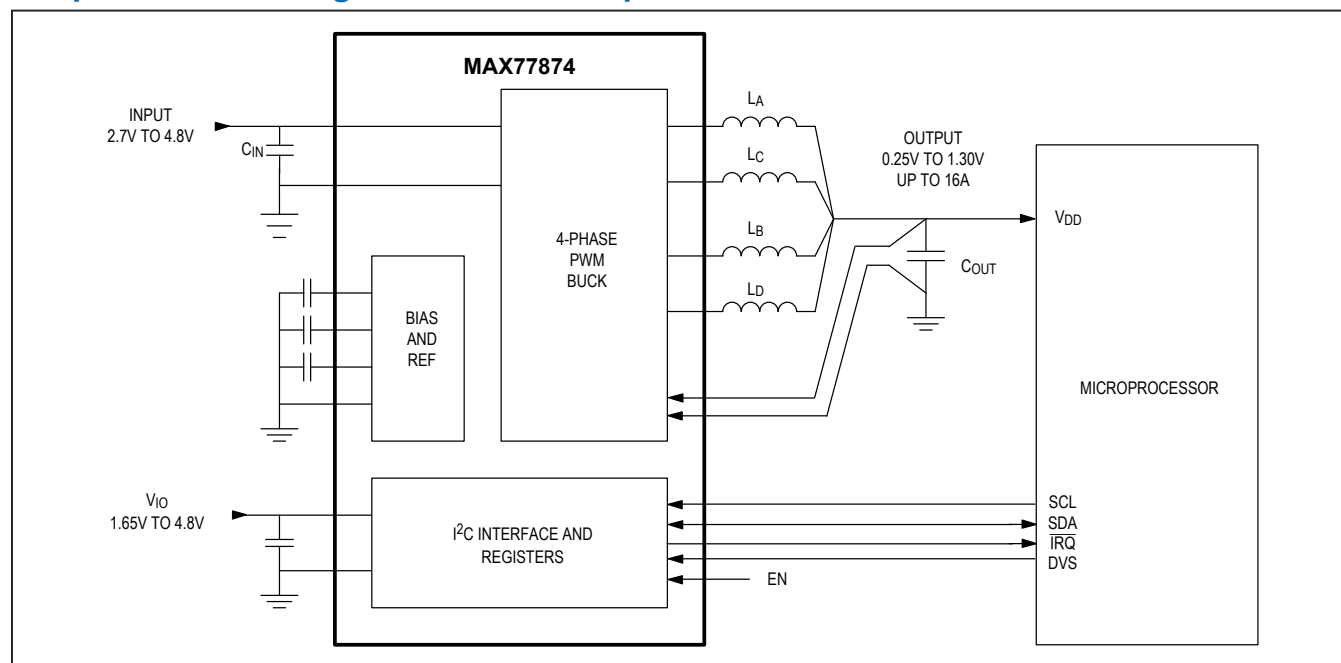 MAX77874
INPUT
2.7V TO 4.8V
CIN
LA
LC
LB
LD
4-PHASE
PWM
BUCK
OUTPUT
0.25V TO 1.30V
UP TO 16A
VDD
COUT
BIAS
AND
REF
MICROPROCESSOR
VIO
1.65V TO 4.8V
I2C INTERFACE AND
REGISTERS
SCL
SDA
IRQ
DVS
EN